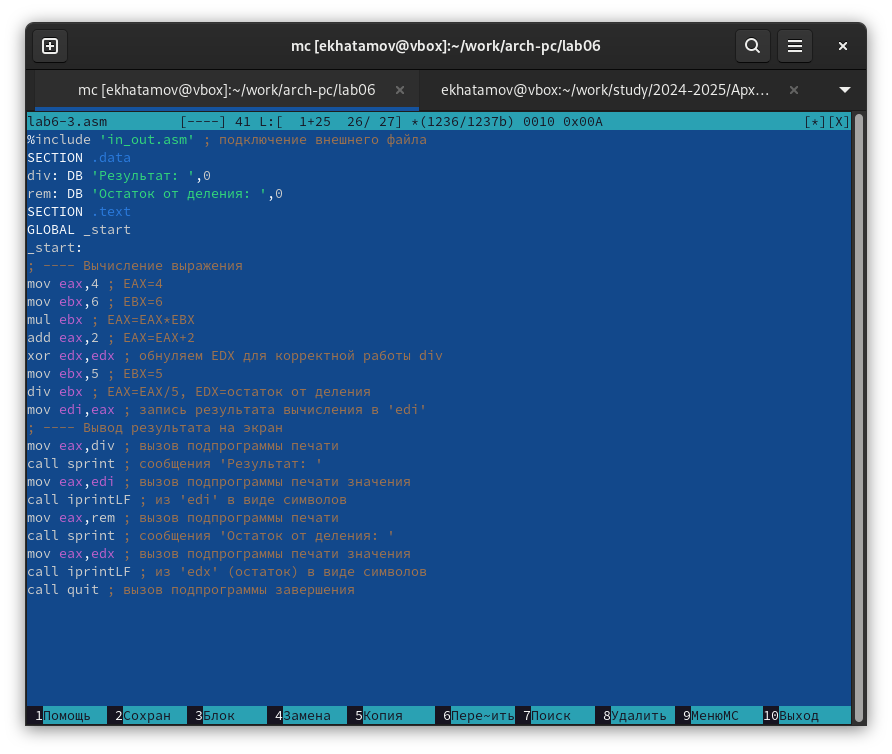 mc [ekhatamov@vbox]:~/work/arch-pc/lab06
mc [ekhatamov@vbox]:~/work/arch-pc/lab06 × ekhatamov@vbox:~/work/study/2024-2025/Арх… ×
lab6-3.asm [----] 41 L:[ 1+25 26/ 27] *(1236/1237b) 0010 0x00A [*][X]
%include 'in_out.asm' ; подключение внешнего файла
SECTION .data
div: DB 'Результат: ',0
rem: DB 'Остаток от деления: ',0
SECTION .text
GLOBAL _start
_start:
; ---- Вычисление выражения
mov eax,4 ; EAX=4
mov ebx,6 ; EBX=6
mul ebx ; EAX=EAX*EBX
add eax,2 ; EAX=EAX+2
xor edx,edx ; обнуляем EDX для корректной работы div
mov ebx,5 ; EBX=5
div ebx ; EAX=EAX/5, EDX=остаток от деления
mov edi,eax ; запись результата вычисления в 'edi'
; ---- Вывод результата на экран
mov eax,div ; вызов подпрограммы печати
call sprint ; сообщения 'Результат: '
mov eax,edi ; вызов подпрограммы печати значения
call iprintLF ; из 'edi' в виде символов
mov eax,rem ; вызов подпрограммы печати
call sprint ; сообщения 'Остаток от деления: '
mov eax,edx ; вызов подпрограммы печати значения
call iprintLF ; из 'edx' (остаток) в виде символов
call quit ; вызов подпрограммы завершения
1Помощь 2Сохран 3Блок 4Замена 5Копия 6Пере~ить 7Поиск 8Удалить 9МенюMC 10Выход